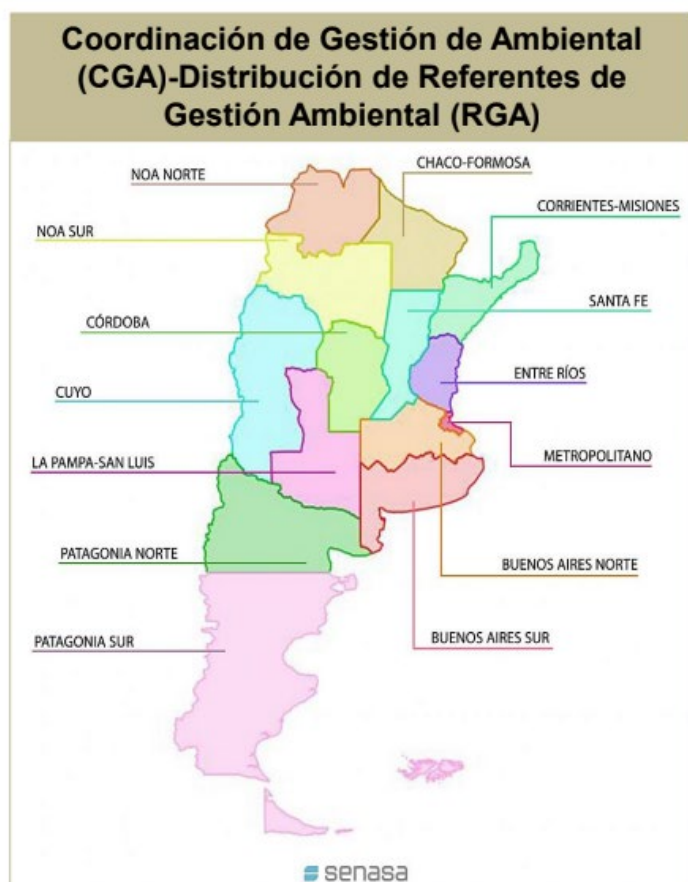 Coordinación de Gestión de Ambiental
(CGA)-Distribución de Referentes de
Gestión Ambiental (RGA)
NOA NORTE
CHACO-FORMOSA
CORRIENTES-MISIONES
NOA SUR
SANTA FE
CÓRDOBA
ENTRE RÍOS
CUYO
METROPOLITANO
LA PAMPA-SAN LUIS
PATAGONIA NORTE
BUENOS AIRES NORTE
BUENOS AIRES SUR
PATAGONIA SUR
senasa